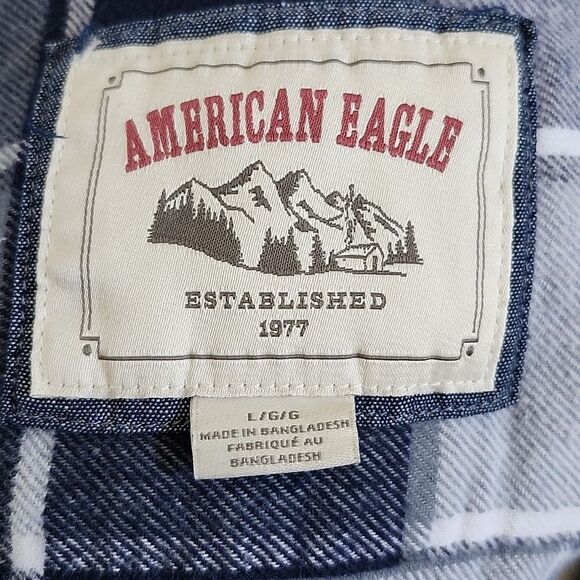 AMERICAN EAGLE
ESTABLISHED
1977
L/G/G
MADE IN BANGLADESH
FABRIQUÉ AU
BANGLADESH